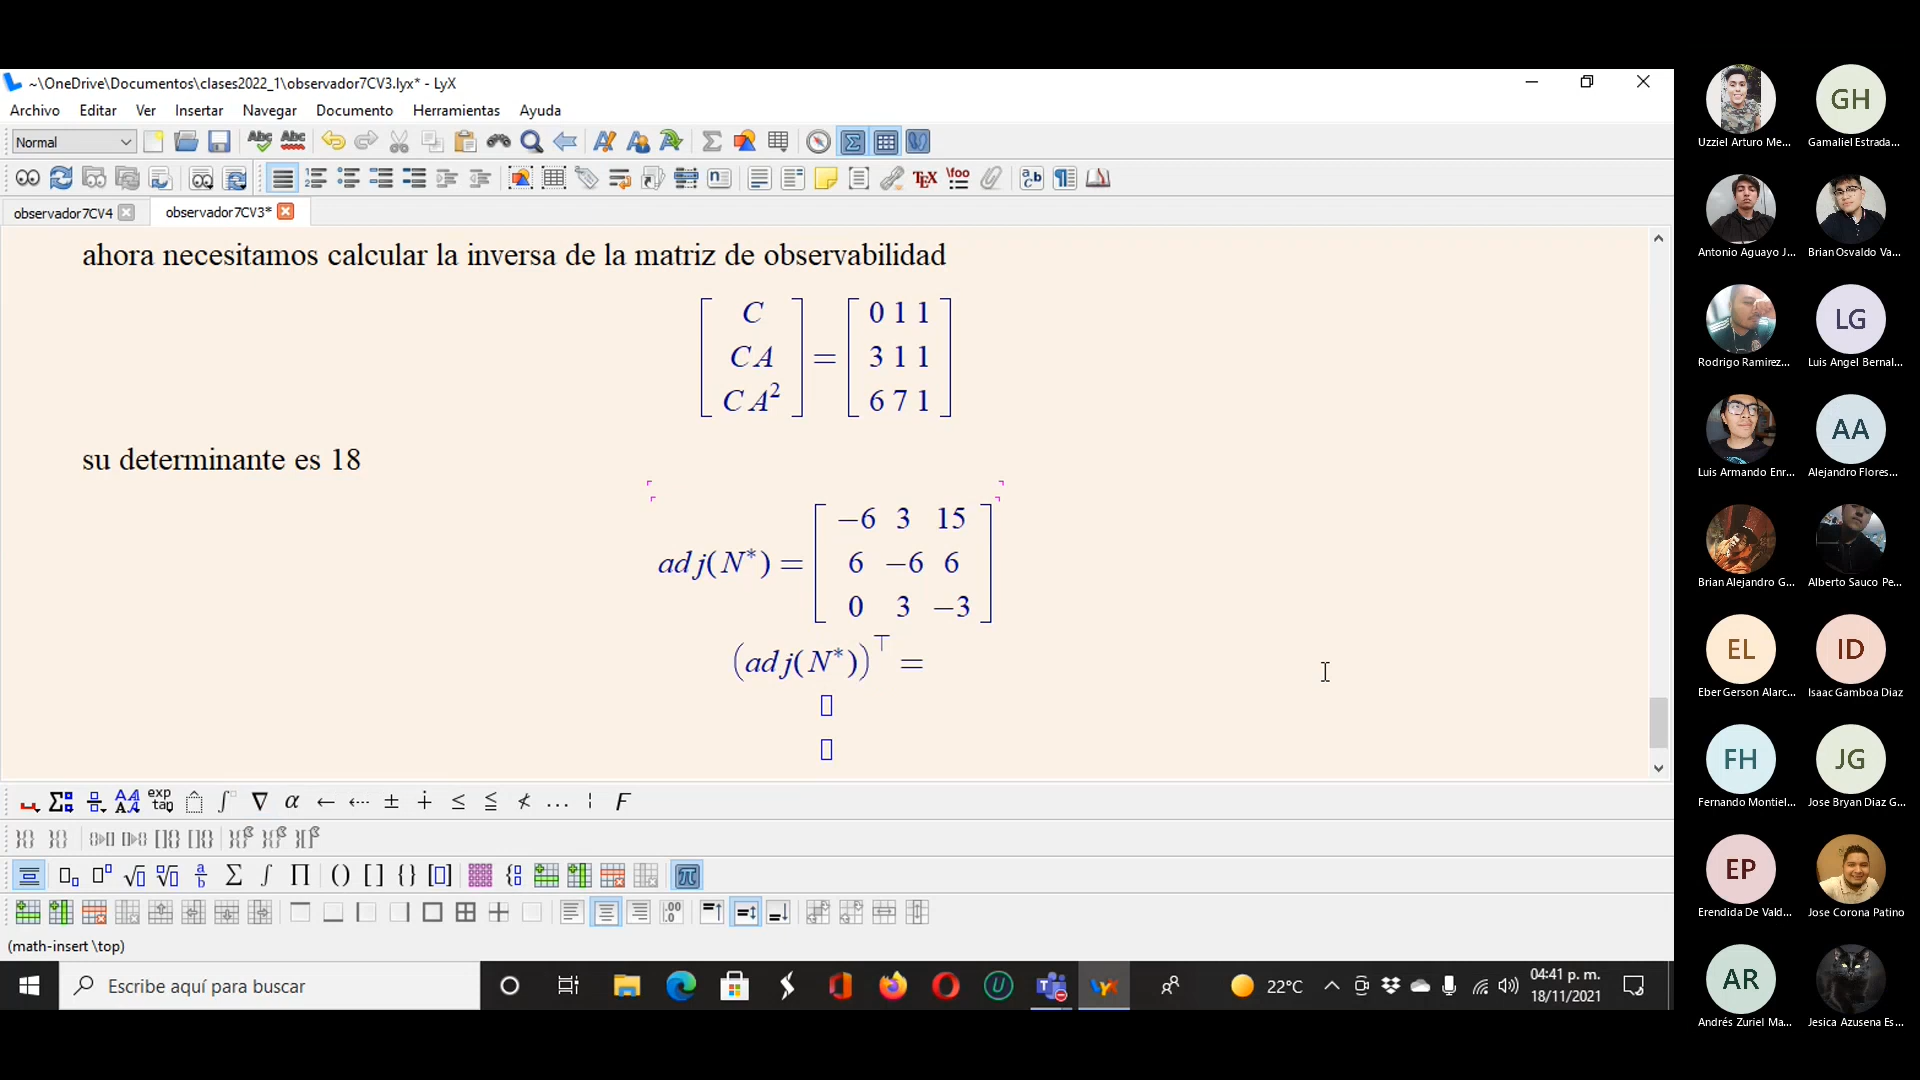 ~\OneDrive\Documentos\clases2022_1\observador7CV3.lyx* - LyX
Archivo Editar Ver Insertar Navegar Documento Herramientas Ayuda
Normal
observador7CV4 observador7CV3*
ahora necesitamos calcular la inversa de la matriz de observabilidad
C 0 1 1
CA = 3 1 1
CA² 6 7 1
su determinante es 18
−6 3 15
adj(N*) = 6 −6 6
0 3 −3
(adj(N*))⊤ =
(math-insert \top)
Escribe aquí para buscar
22°C
04:41 p. m.
18/11/2021
Uzziel Arturo Me...
GH
Gamaliel Estrada...
Antonio Aguayo J...
Brian Osvaldo Va...
Rodrigo Ramirez...
LG
Luis Angel Bernal...
Luis Armando Enr...
AA
Alejandro Flores...
Brian Alejandro G...
Alberto Sauco Pe...
EL
Eber Gerson Alarc...
ID
Isaac Gamboa Diaz
FH
Fernando Montiel...
JG
Jose Bryan Diaz G...
EP
Erendida De Vald...
Jose Corona Patino
AR
Andrés Zuriel Ma...
Jesica Azusena Es...